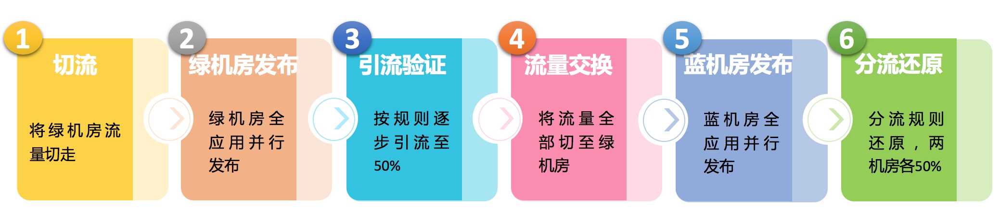 1
切流
将绿机房流
量切走
2
绿机房发布
绿机房全
应用并行
发布
3
引流验证
按规则逐
步引流至
50%
4
流量交换
将流量全
部切至绿
机房
5
蓝机房发布
蓝机房全
应用并行
发布
6
分流还原
分流规则
还原，两
机房各50%